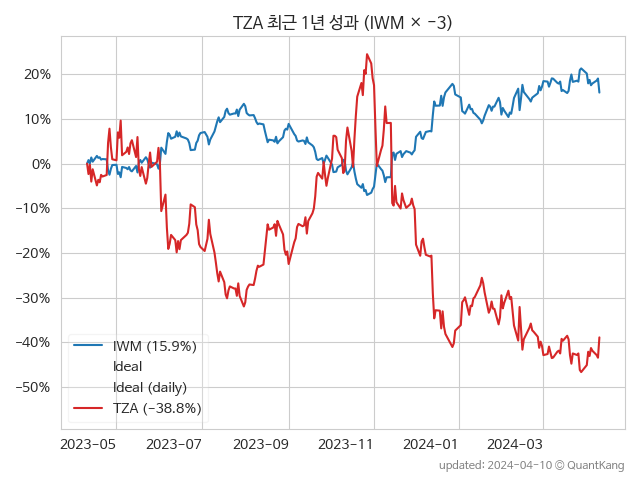 TZA 최근 1년 성과 (IWM × −3)
20%
10%
0%
−10%
−20%
−30%
−40%
−50%
IWM (15.9%)
Ideal
Ideal (daily)
TZA (−38.8%)
2023−05 2023−07 2023−09 2023−11 2024−01 2024−03
updated: 2024−04−10 © QuantKang